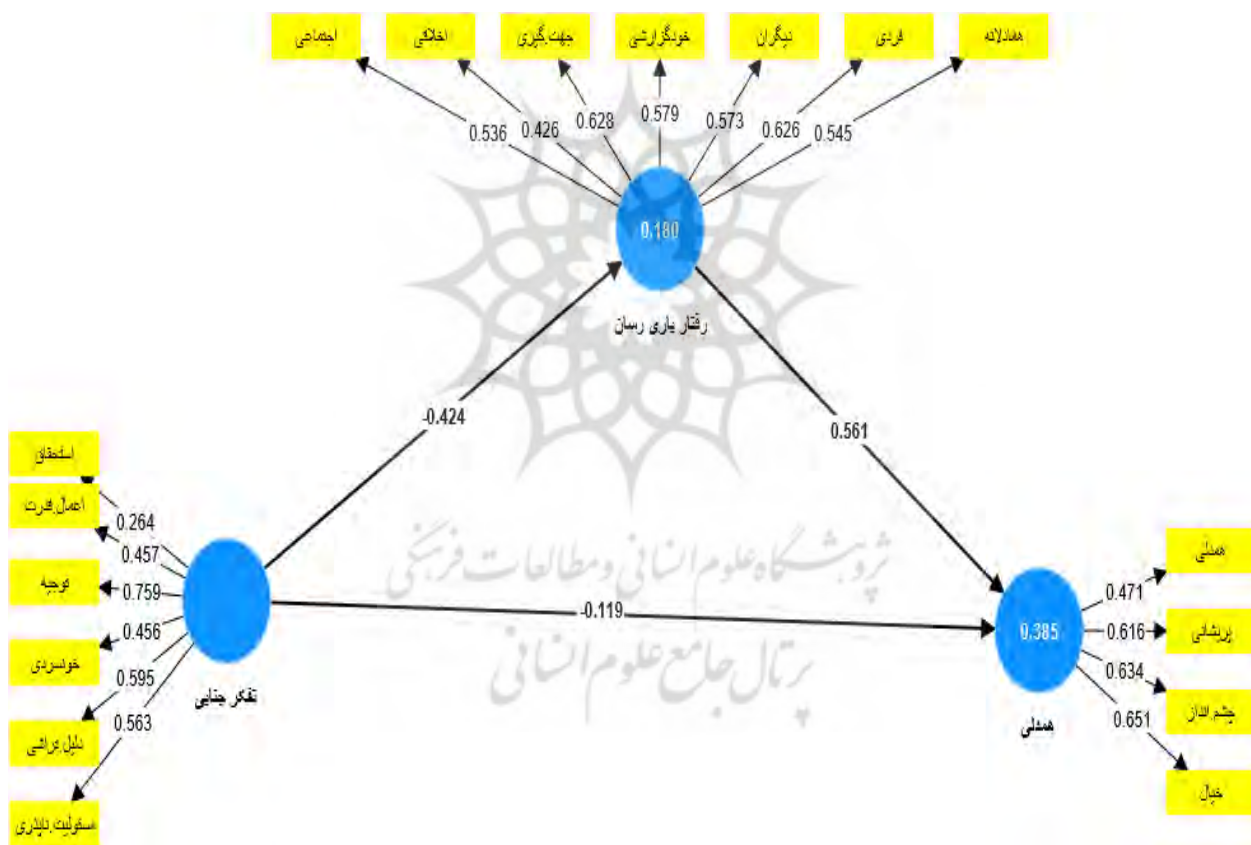 اجتماعی
اخلاقی
جهت.گیری
خودگزارشی
دیگران
فردی
همدلانه
0.536
0.426
0.628
0.579
0.573
0.626
0.545
0.180
رفتار یاری رسان
-0.424
0.561
استحقاق
اعمال.قدرت
توجیه
خونسردی
دلیل.تراشی
مسئولیت.ناپذری
0.264
0.457
0.759
0.456
0.595
0.563
تفکر جنایی
-0.119
پژوهشگاه علوم انسانی و مطالعات فرهنگی
پرتال جامع علوم انسانی
0.385
همدلی
0.471
0.616
0.634
0.651
همدلی
پریشانی
چشم.انداز
خیال